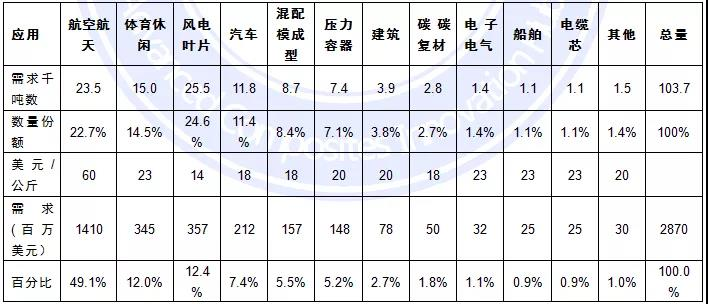 应用 航空航天 体育休闲 风电叶片 汽车 混配模成型 压力容器 建筑 碳碳复材 电子电气 船舶 电缆芯 其他 总量
需求千吨数 23.5 15.0 25.5 11.8 8.7 7.4 3.9 2.8 1.4 1.1 1.1 1.5 103.7
数量份额 22.7% 14.5% 24.6% 11.4% 8.4% 7.1% 3.8% 2.7% 1.4% 1.1% 1.1% 1.4% 100%
美元/公斤 60 23 14 18 18 20 20 18 23 23 23 20
需求(百万美元) 1410 345 357 212 157 148 78 50 32 25 25 30 2870
百分比 49.1% 12.0% 12.4% 7.4% 5.5% 5.2% 2.7% 1.8% 1.1% 0.9% 0.9% 1.0% 100.0%
Composites Innovation